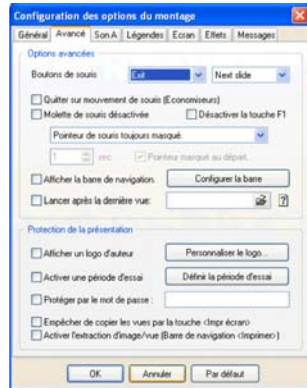 Configuration des options du montage
Général Avancé Son A Légendes Ecran Effets Messages
Options avancées
Boutons de souris Exit Next slide
Quitter sur mouvement de souris (Economiseurs)
Molette de souris désactivée Désactiver la touche F1
Pointeur de souris toujours masqué.
1 sec Pointeur masqué au départ...
Afficher la barre de navigation. Configurer la barre
Lancer après la dernière vue: ?
Protection de la présentation
Afficher un logo d'auteur Personnaliser le logo...
Activer une période d'essai Définir la période d'essai
Protéger par le mot de passe :
Empêcher de copier les vues par la touche <Impr écran>
Activer l'extraction d'image/vue (Barre de navigation <Imprimer>)
OK Annuler Par défaut